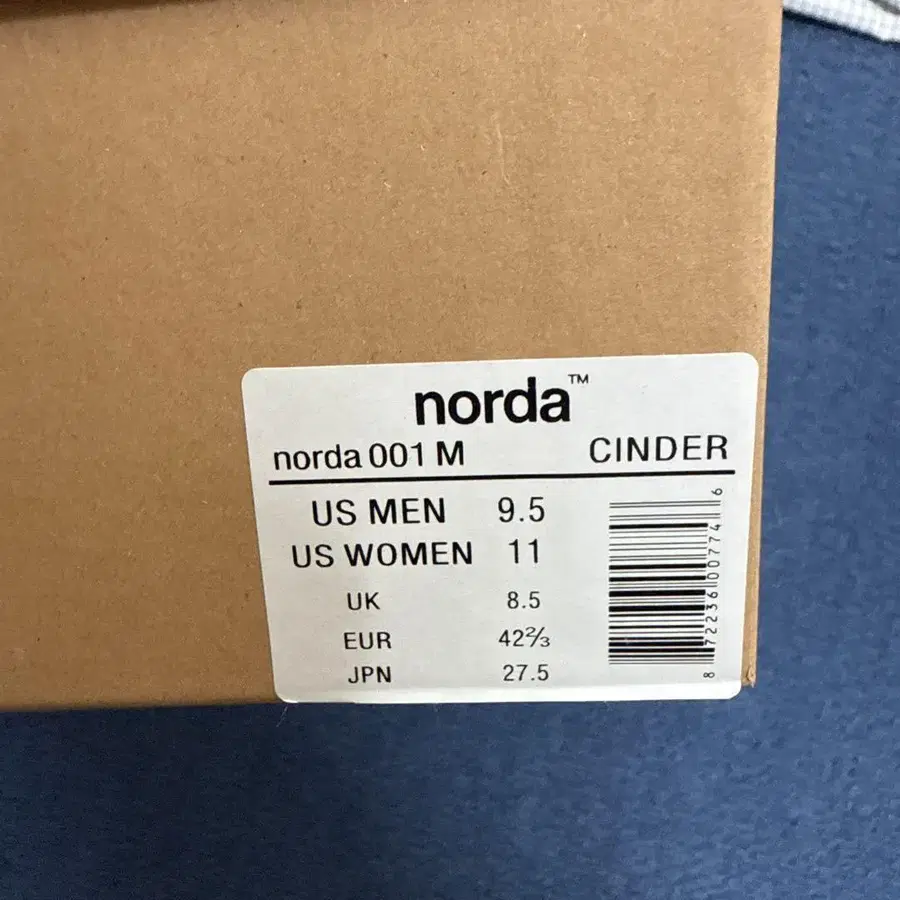 norda™
norda 001 M CINDER
US MEN 9.5
US WOMEN 11
UK 8.5
EUR 42⅔
JPN 27.5
8 72236 00774 6